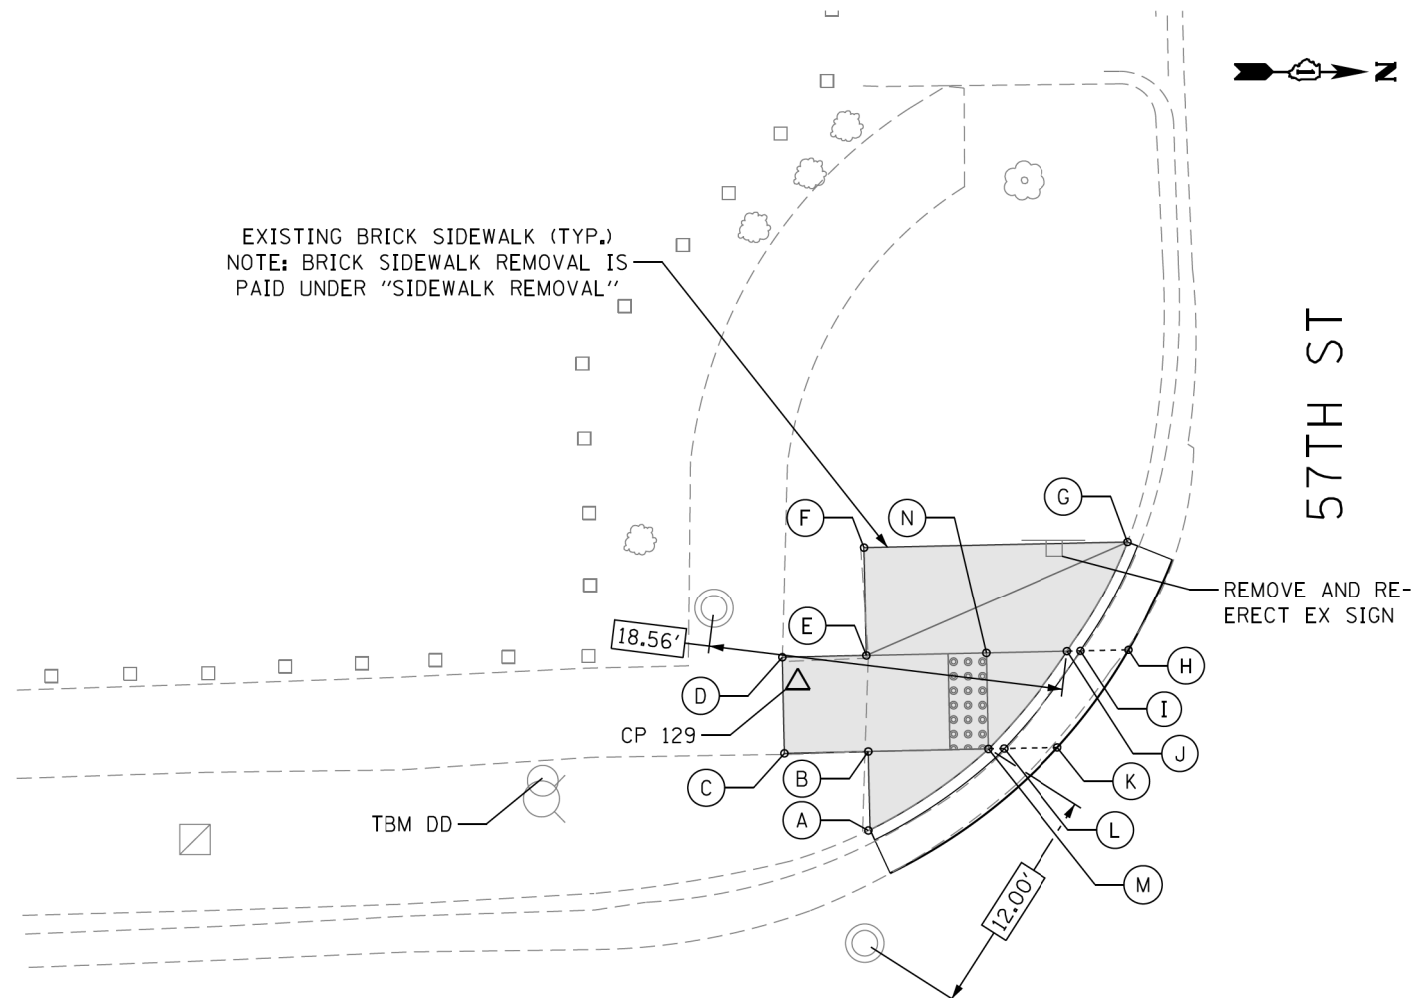 N
EXISTING BRICK SIDEWALK (TYP.)
NOTE: BRICK SIDEWALK REMOVAL IS
PAID UNDER "SIDEWALK REMOVAL"
57TH ST
G
F
N
REMOVE AND RE-
ERECT EX SIGN
18.56'
E
H
D
I
CP 129
J
C
B
K
TBM DD
A
L
M
12.00'